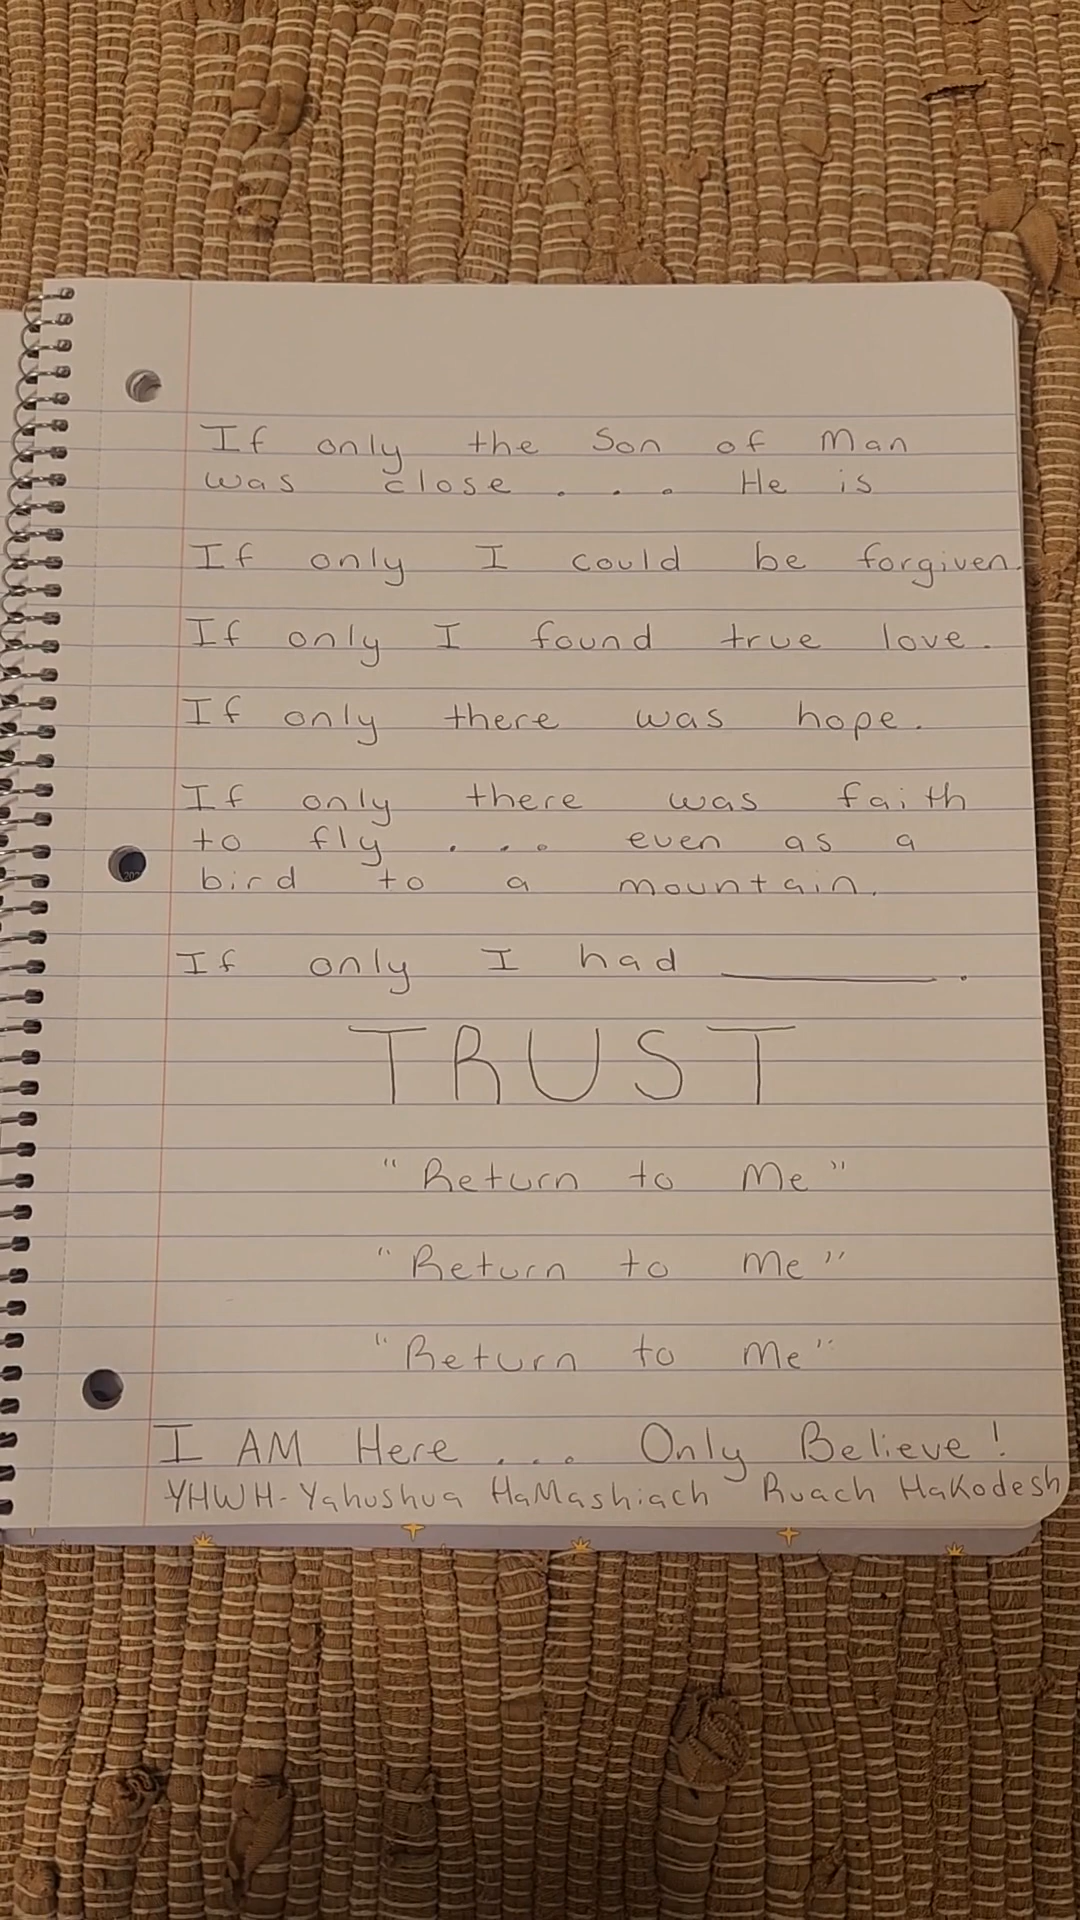 If only the Son of Man
was close . . . He is
If only I could be forgiven.
If only I found true love.
If only there was hope.
If only there was faith
to fly . . . even as a
bird to a mountain.
If only I had ________.
TRUST
"Return to Me"
"Return to Me"
"Return to Me"
I AM Here . . . Only Believe!
YHWH-Yahushua HaMashiach Ruach HaKodesh